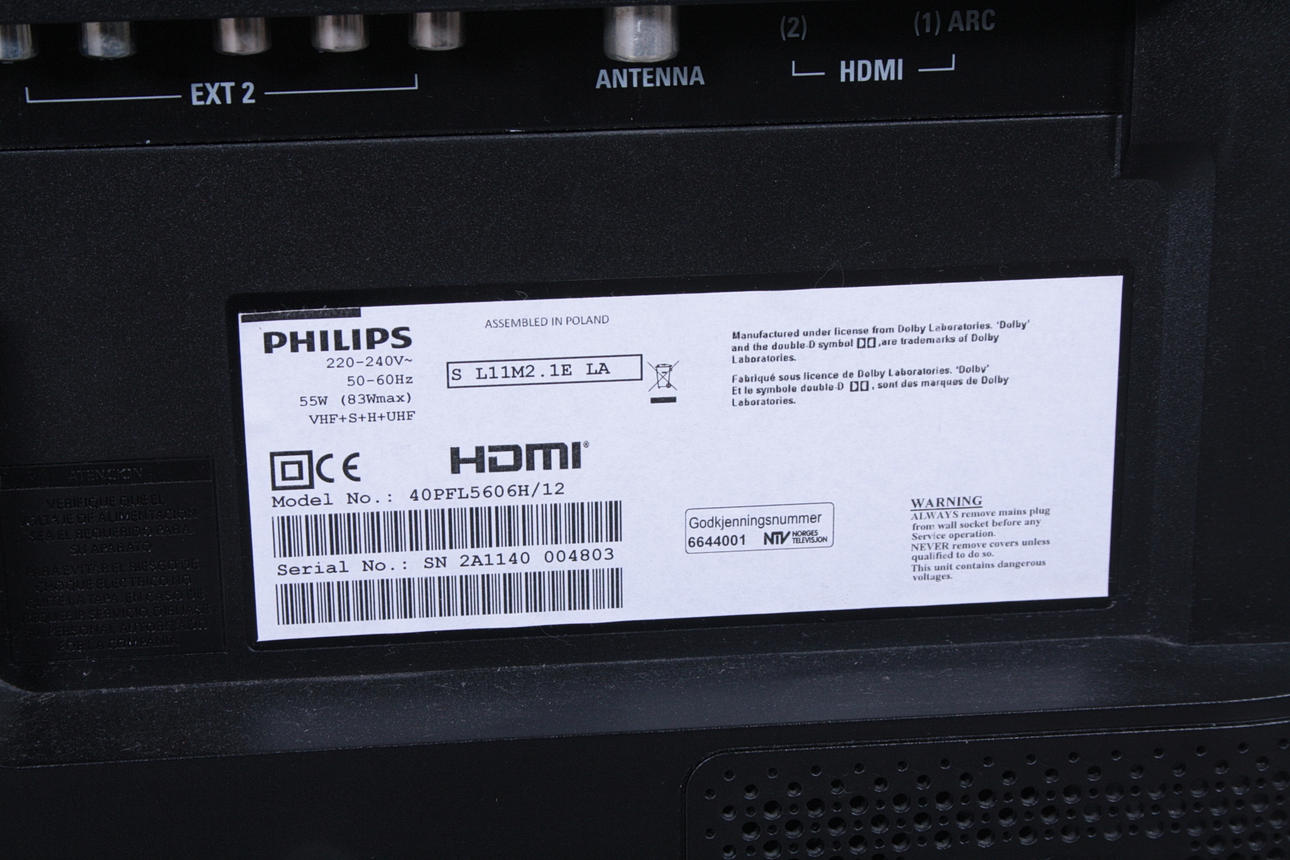 (2)
(1) ARC
EXT 2
ANTENNA
HDMI
PHILIPS
220-240V~
50-60Hz
55W (83Wmax)
VHF+S+H+UHF
ASSEMBLED IN POLAND
S L11M2.1E LA
Manufactured under license from Dolby Laboratories. 'Dolby'
and the double-D symbol ,are trademarks of Dolby
Laboratories.
Fabriqué sous licence de Dolby Laboratories. 'Dolby'
Et le symbole double-D , sont des marques de Dolby
Laboratories.
CE
HDMI®
Model No.: 40PFL5606H/12
Serial No.: SN 2A1140 004803
Godkjenningsnummer
6644001 NTV NORGES
TELEVISJON
WARNING
ALWAYS remove mains plug
from wall socket before any
Service operation.
NEVER remove covers unless
qualified to do so.
This unit contains dangerous
voltages.
ATENSION
VERIFIQUE QUE EL